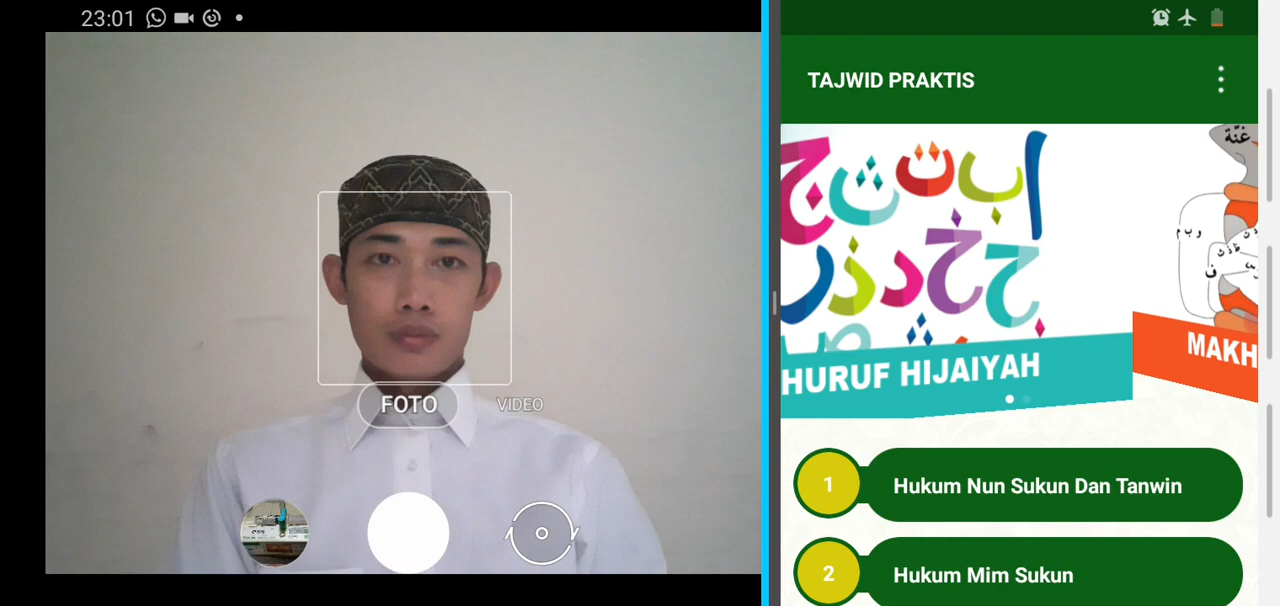 23:01
FOTO
VIDEO
TAJWID PRAKTIS
ا ب ت ث ج
ح خ د ذ ر
ص
HURUF HIJAIYAH
غنّة
و ب م
ف
MAKH
1
Hukum Nun Sukun Dan Tanwin
2
Hukum Mim Sukun